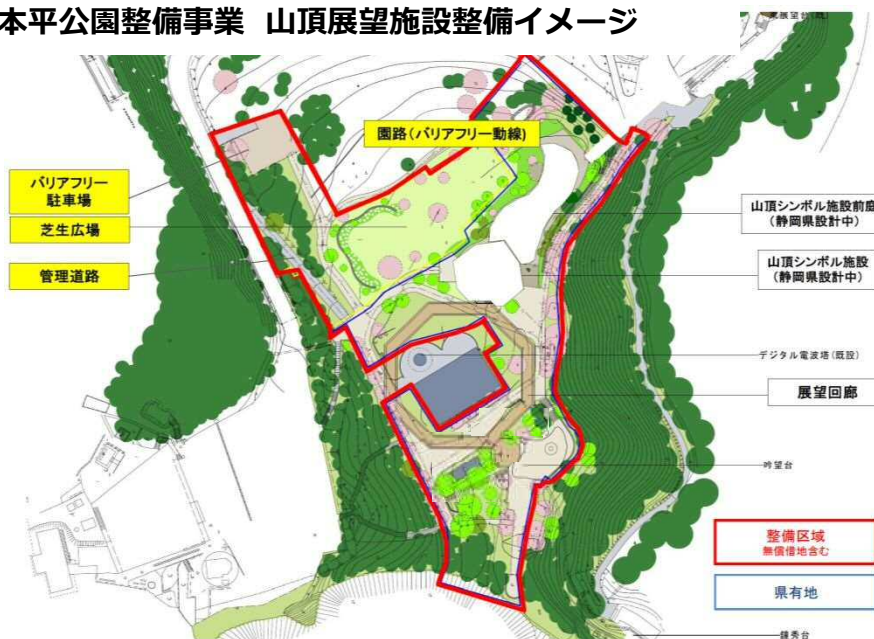 本平公園整備事業 山頂展望施設整備イメージ
園路(バリアフリー動線)
バリアフリー
駐車場
芝生広場
管理道路
山頂シンボル施設前庭
(静岡県設計中)
山頂シンボル施設
(静岡県設計中)
デジタル電波塔(既設)
展望回廊
吟望台
整備区域
無償借地含む
県有地
鐘秀台